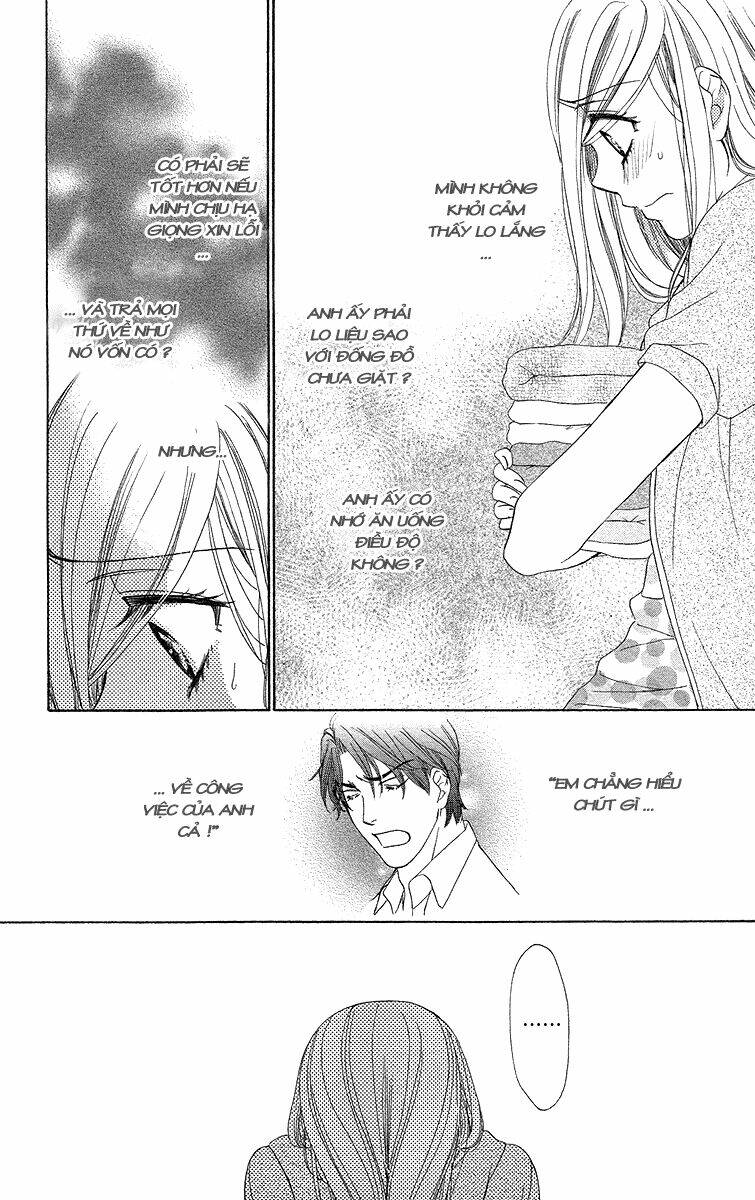 MÌNH KHÔNG
KHỎI CẢM
THẤY LO LẮNG
...
ANH ẤY PHẢI
LO LIỆU SAO
VỚI ĐỐNG ĐỒ
CHƯA GIẶT ?
ANH ẤY CÓ
NHỚ ĂN UỐNG
ĐIỀU ĐỘ
KHÔNG ?
CÓ PHẢI SẼ
TỐT HƠN NẾU
MÌNH CHỊU HẠ
GIỌNG XIN LỖI
...
... VÀ TRẢ MỌI
THỨ VỀ NHƯ
NÓ VỐN CÓ ?
NHƯNG...
"EM CHẲNG HIỂU
CHÚT GÌ ...
... VỀ CÔNG
VIỆC CỦA ANH
CẢ !"
......